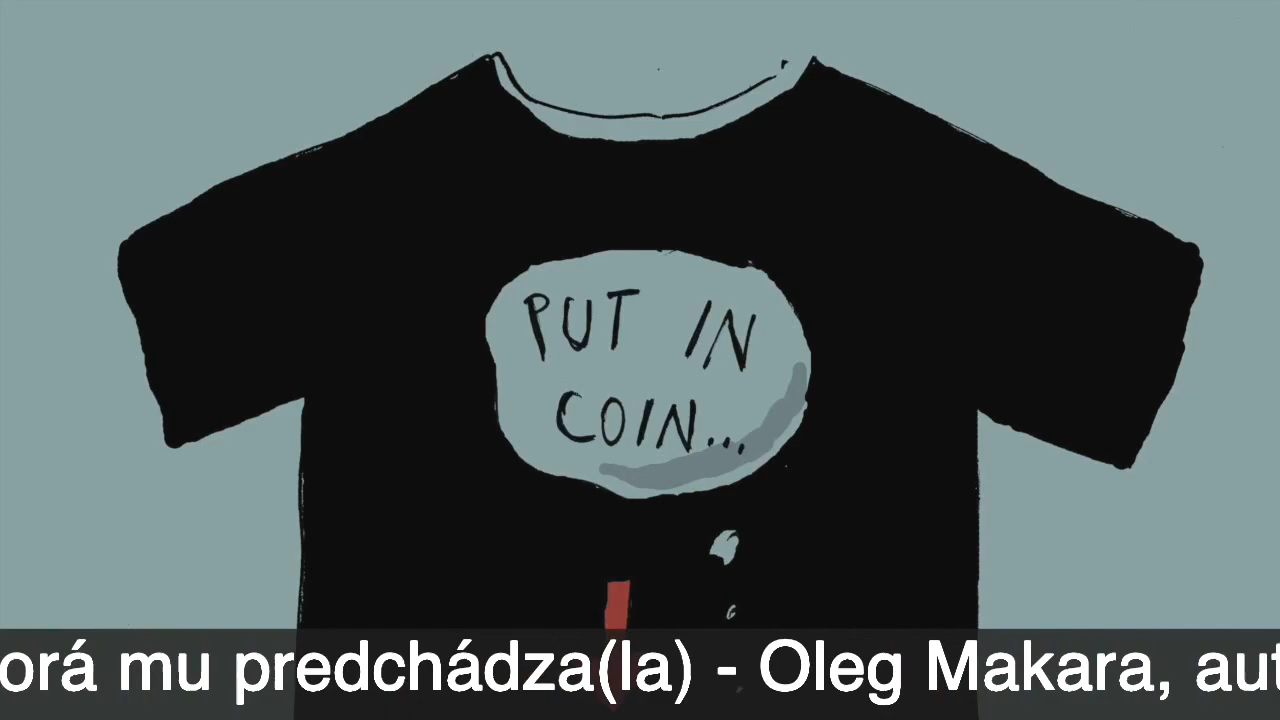 PUT IN
COIN...
orá mu predchádza(la) - Oleg Makara, aut